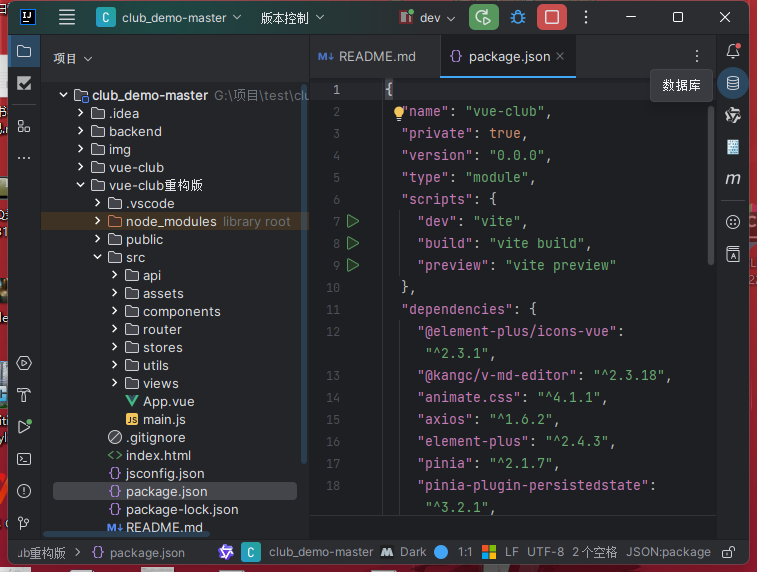 C club_demo-master 版本控制 dev
项目
README.md
package.json
club_demo-master G:\项目\test\clu
.idea
backend
img
vue-club
vue-club重构版
.vscode
node_modules library root
public
src
api
assets
components
router
stores
utils
views
App.vue
main.js
.gitignore
index.html
jsconfig.json
package.json
package-lock.json
README.md
数据库
1 {
2 "name": "vue-club",
3 "private": true,
4 "version": "0.0.0",
5 "type": "module",
6 "scripts": {
7 "dev": "vite",
8 "build": "vite build",
9 "preview": "vite preview"
10 },
11 "dependencies": {
12 "@element-plus/icons-vue":
"^2.3.1",
13 "@kangc/v-md-editor": "^2.3.18",
14 "animate.css": "^4.1.1",
15 "axios": "^1.6.2",
16 "element-plus": "^2.4.3",
17 "pinia": "^2.1.7",
18 "pinia-plugin-persistedstate":
"^3.2.1",
m
ub重构版 > package.json C club_demo-master Dark 1:1 LF UTF-8 2 个空格 JSON:package